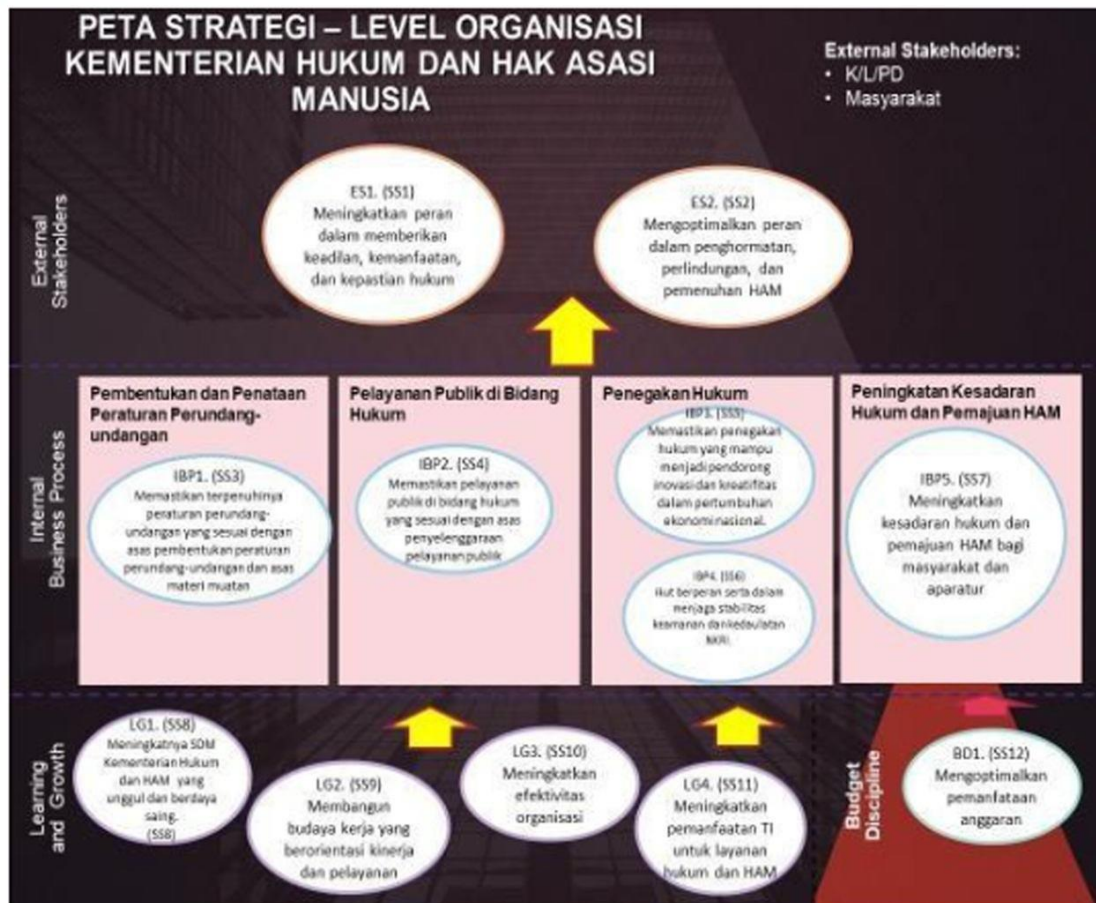 PETA STRATEGI – LEVEL ORGANISASI
KEMENTERIAN HUKUM DAN HAK ASASI
MANUSIA
External Stakeholders:
• K/L/PD
• Masyarakat
External
Stakeholders
ES1. (SS1)
Meningkatkan peran
dalam memberikan
keadilan, kemanfaatan,
dan kepastian hukum
ES2. (SS2)
Mengoptimalkan peran
dalam penghormatan,
perlindungan, dan
pemenuhan HAM
Internal
Business Process
Pembentukan dan Penataan
Peraturan Perundang-
undangan
IBP1. (SS3)
Memastikan terpenuhinya
peraturan perundang-
undangan yang sesuai dengan
asas pembentukan peraturan
perundang-undangan dan asas
materi muatan
Pelayanan Publik di Bidang
Hukum
IBP2. (SS4)
Memastikan pelayanan
publik di bidang hukum
yang sesuai dengan asas
penyelenggaraan
pelayanan publik
Penegakan Hukum
IBP3. (SS5)
Memastikan penegakan
hukum yang mampu
menjadi pendorong
inovasi dan kreatifitas
dalam pertumbuhan
ekonomi nasional.
IBP4. (SS6)
Ikut berperan serta dalam
menjaga stabilitas
keamanan dan kedaulatan
NKRI.
Peningkatan Kesadaran
Hukum dan Pemajuan HAM
IBP5. (SS7)
Meningkatkan
kesadaran hukum dan
pemajuan HAM bagi
masyarakat dan
aparatur
Learning
and Growth
LG1. (SS8)
Meningkatnya SDM
Kementerian Hukum
dan HAM yang
unggul dan berdaya
saing.
(SS8)
LG2. (SS9)
Membangun
budaya kerja yang
berorientasi kinerja
dan pelayanan
LG3. (SS10)
Meningkatkan
efektivitas
organisasi
LG4. (SS11)
Meningkatkan
pemanfaatan TI
untuk layanan
hukum dan HAM
Budget
Discipline
BD1. (SS12)
Mengoptimalkan
pemanfataan
anggaran